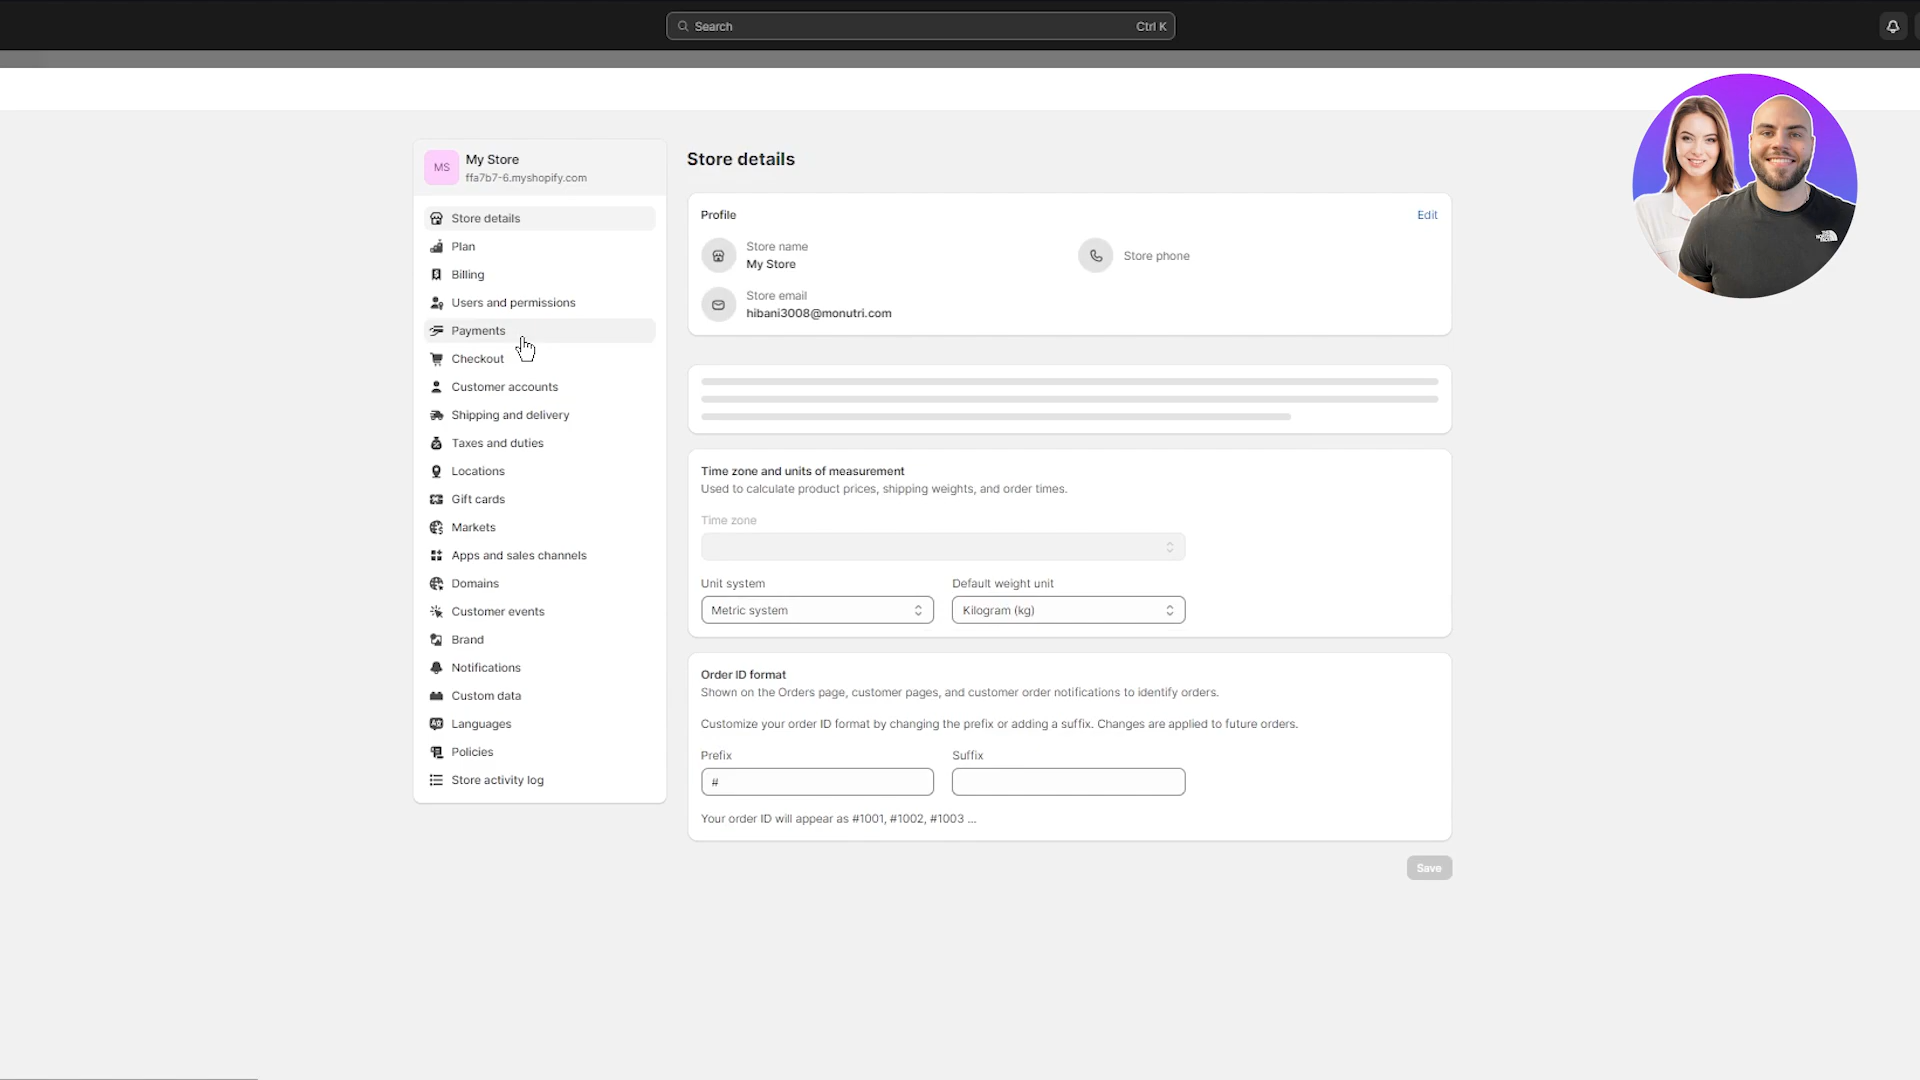 Search
Ctrl K
MS
My Store
ffa7b7-6.myshopify.com
Store details
Plan
Billing
Users and permissions
Payments
Checkout
Customer accounts
Shipping and delivery
Taxes and duties
Locations
Gift cards
Markets
Apps and sales channels
Domains
Customer events
Brand
Notifications
Custom data
Languages
Policies
Store activity log
Store details
Profile
Edit
Store name
My Store
Store phone
Store email
hibani3008@monutri.com
Time zone and units of measurement
Used to calculate product prices, shipping weights, and order times.
Time zone
Unit system
Default weight unit
Metric system
Kilogram (kg)
Order ID format
Shown on the Orders page, customer pages, and customer order notifications to identify orders.
Customize your order ID format by changing the prefix or adding a suffix. Changes are applied to future orders.
Prefix
Suffix
#
Your order ID will appear as #1001, #1002, #1003 ...
Save